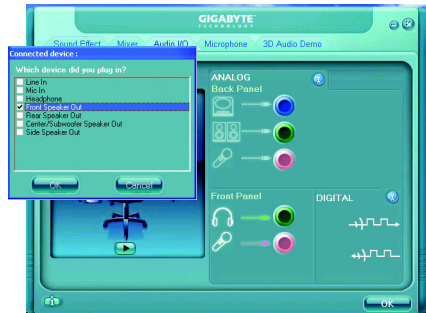 GIGABYTE™
TECHNOLOGY
Sound Effect Mixer Audio I/O Microphone 3D Audio Demo
Connected device :
Which device did you plug in?
Line In
Mic In
Headphone
Front Speaker Out
Rear Speaker Out
Center/Subwoofer Speaker Out
Side Speaker Out
OK Cancel
ANALOG
Back Panel
Front Panel
DIGITAL
OK